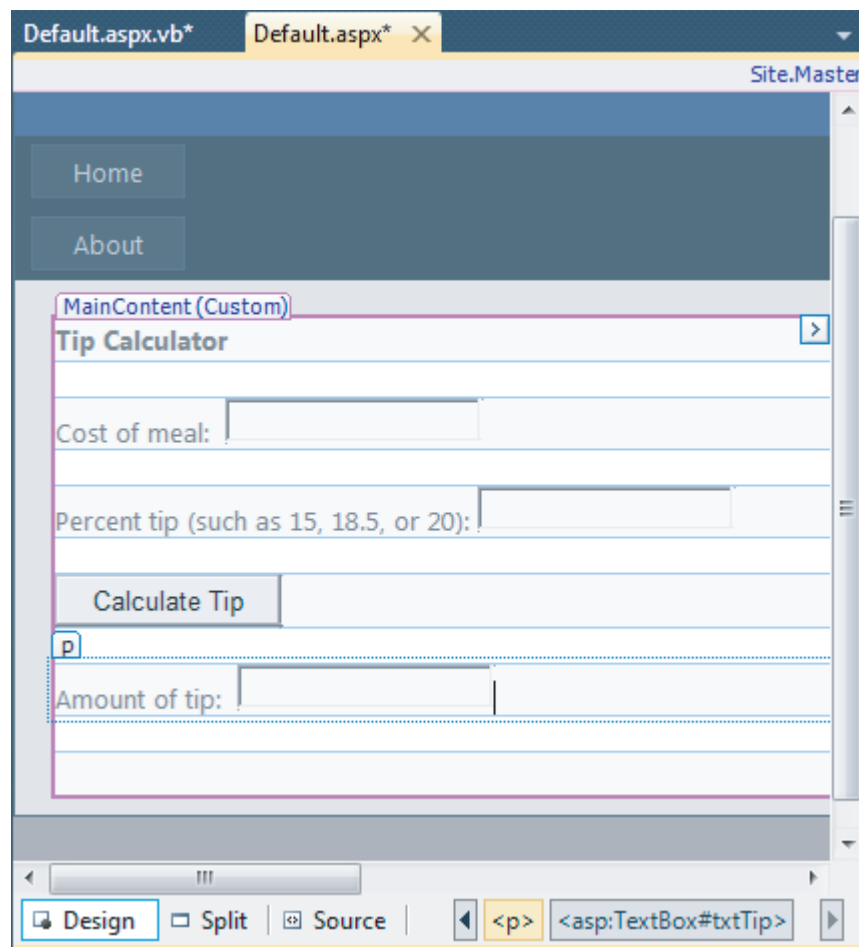 Default.aspx.vb* Default.aspx*
Site.Master
Home
About
MainContent (Custom)
Tip Calculator
Cost of meal:
Percent tip (such as 15, 18.5, or 20):
Calculate Tip
p
Amount of tip:
Design Split Source <p> <asp:TextBox#txtTip>